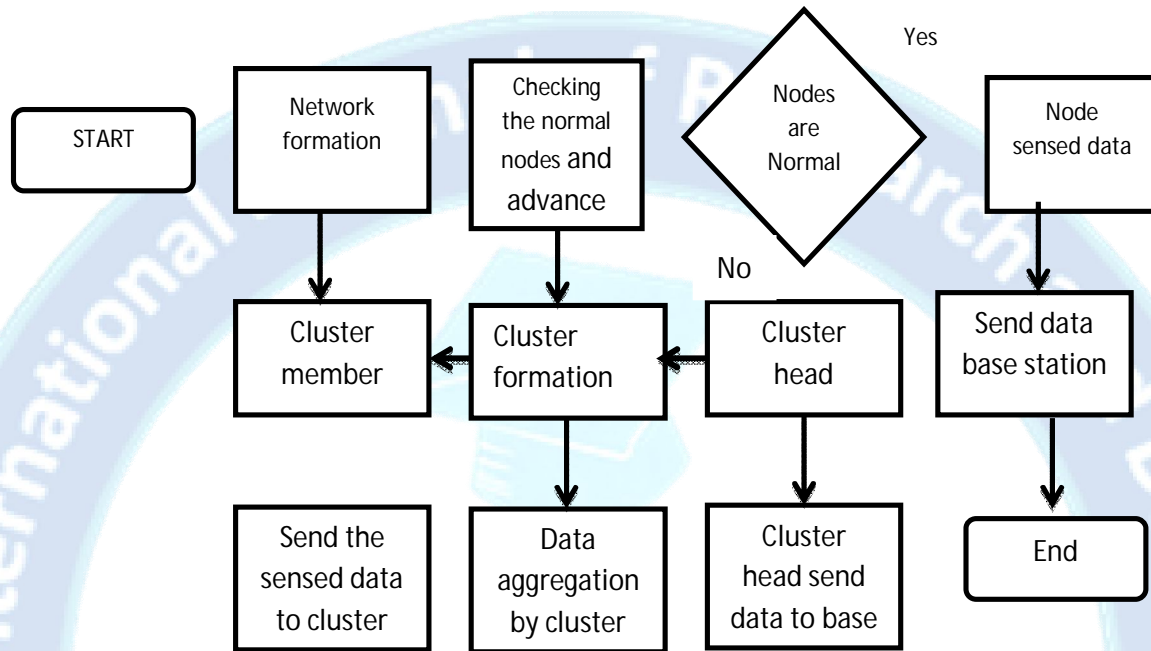 START
Network
formation
Checking
the normal
nodes and
advance
Nodes
are
Normal
Yes
Node
sensed data
No
Cluster
member
Cluster
formation
Cluster
head
Send data
base station
Send the
sensed data
to cluster
Data
aggregation
by cluster
Cluster
head send
data to base
End